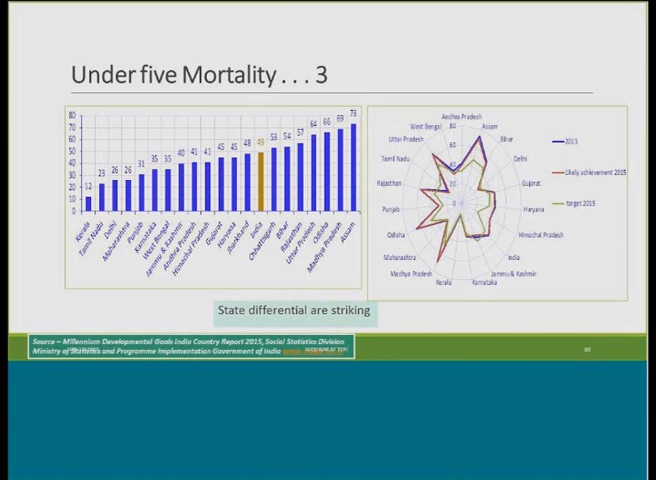 Under five Mortality . . . 3
80
70
60
50
40
30
20
10
0
12
23
26
26
31
35
35
40
41
41
45
45
48
49
53
54
57
64
66
69
73
Kerala
Tamil Nadu
Delhi
Maharashtra
Punjab
Karnataka
West Bengal
Jammu & Kashmir
Andhra Pradesh
Himachal Pradesh
Gujarat
Haryana
Jharkhand
India
Chhattisgarh
Bihar
Rajasthan
Uttar Pradesh
Odisha
Madhya Pradesh
Assam
Andhra Pradesh
Assam
Bihar
Delhi
Gujarat
Haryana
Himachal Pradesh
India
Jammu & Kashmir
Karnataka
Kerala
Madhya Pradesh
Maharashtra
Odisha
Punjab
Rajasthan
Tamil Nadu
Uttar Pradesh
West Bengal
80
60
40
20
0
2013
Likely achievement 2015
target 2015
State differential are striking
Source – Millennium Developmental Goals India Country Report 2015, Social Statistics Division
Ministry of Statistics and Programme Implementation Government of India